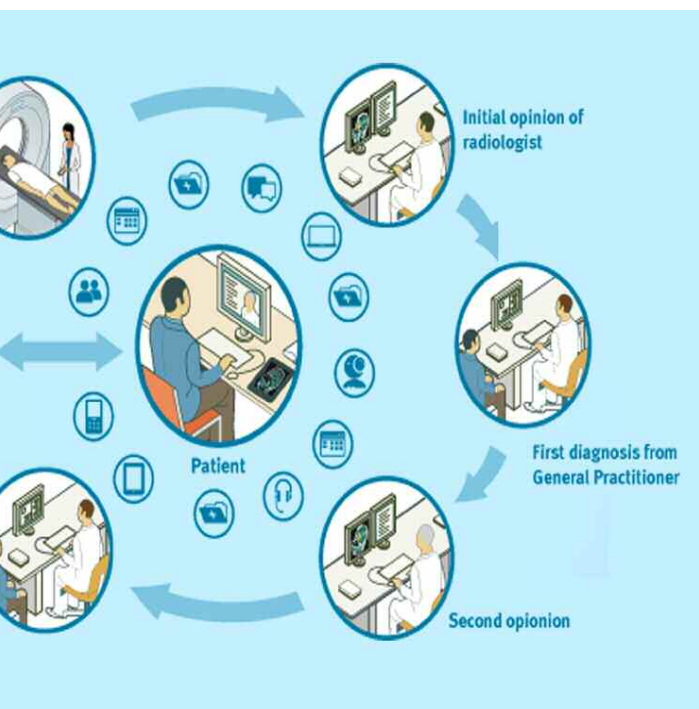 Initial opinion of
radiologist
First diagnosis from
General Practitioner
Patient
Second opionion